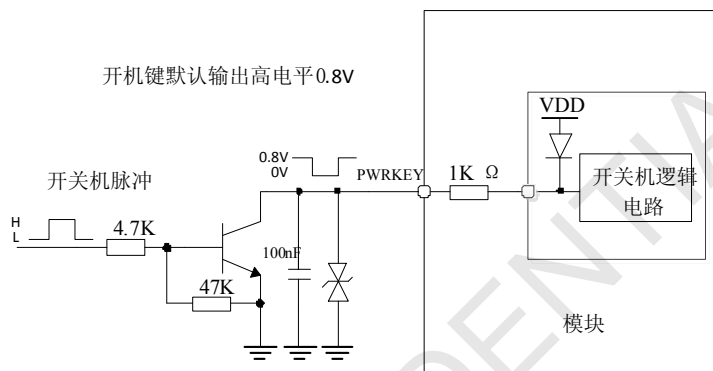 开机键默认输出高电平0.8V
VDD
0.8V
0V
PWRKEY
1K Ω
开关机逻辑
电路
开关机脉冲
H
L
4.7K
100nF
47K
模块
DENTIA